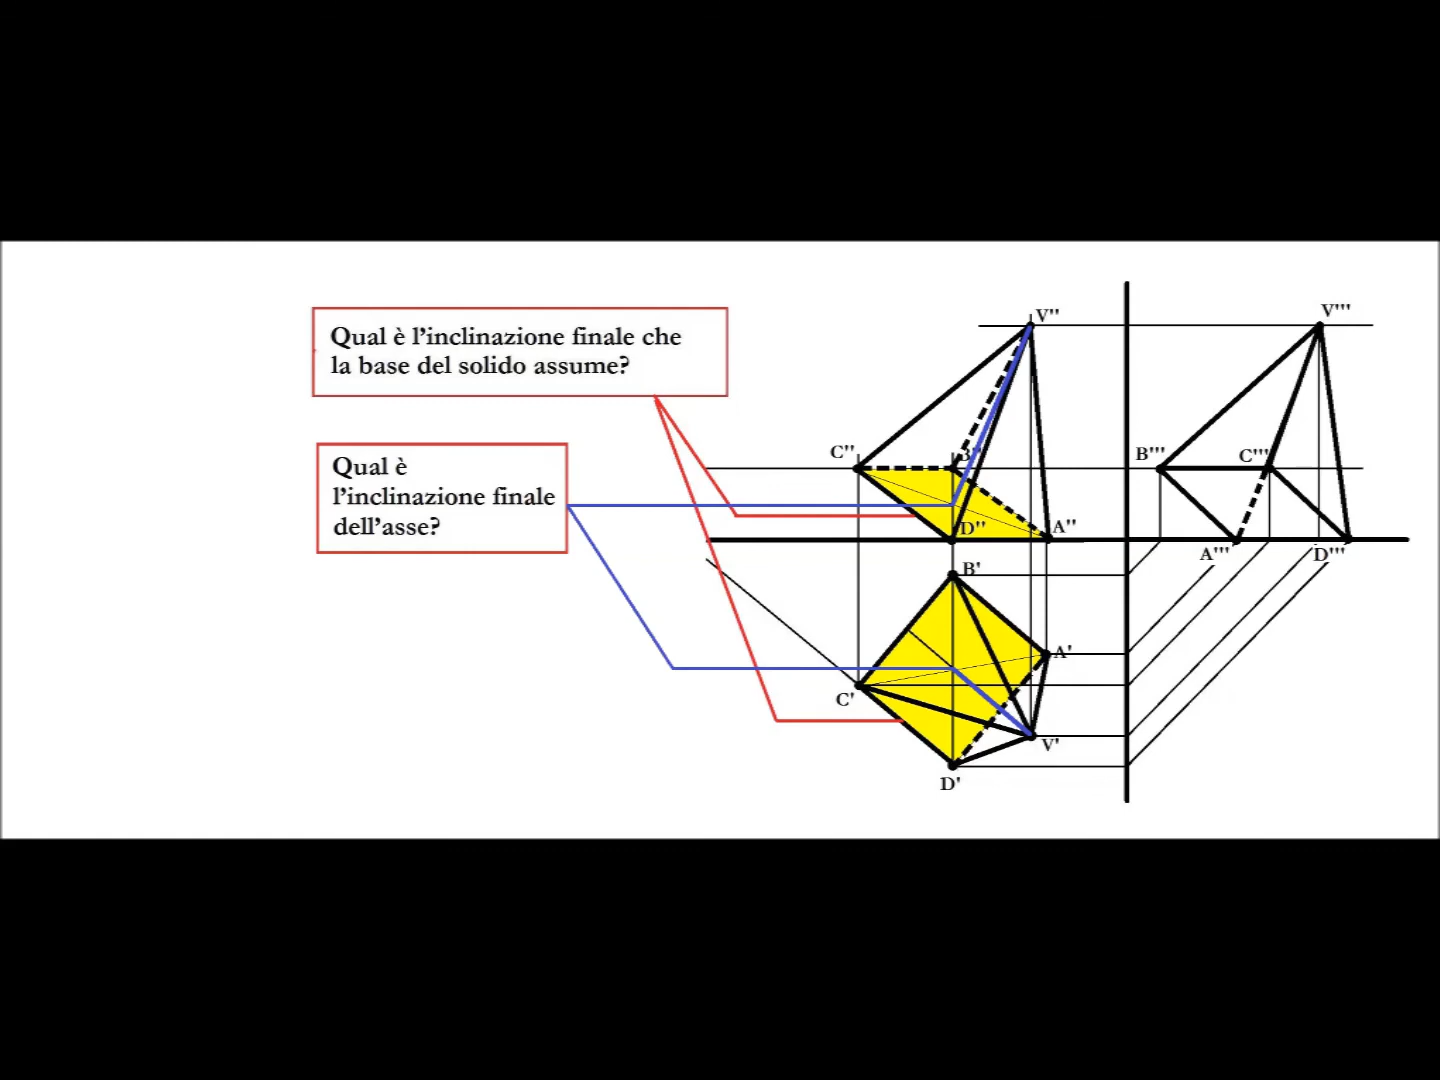 Qual è l’inclinazione finale che
la base del solido assume?
Qual è
l’inclinazione finale
dell’asse?
V''
V'''
C''
B'''
C'''
D''
A''
A'''
D'''
B'
A'
C'
V'
D'